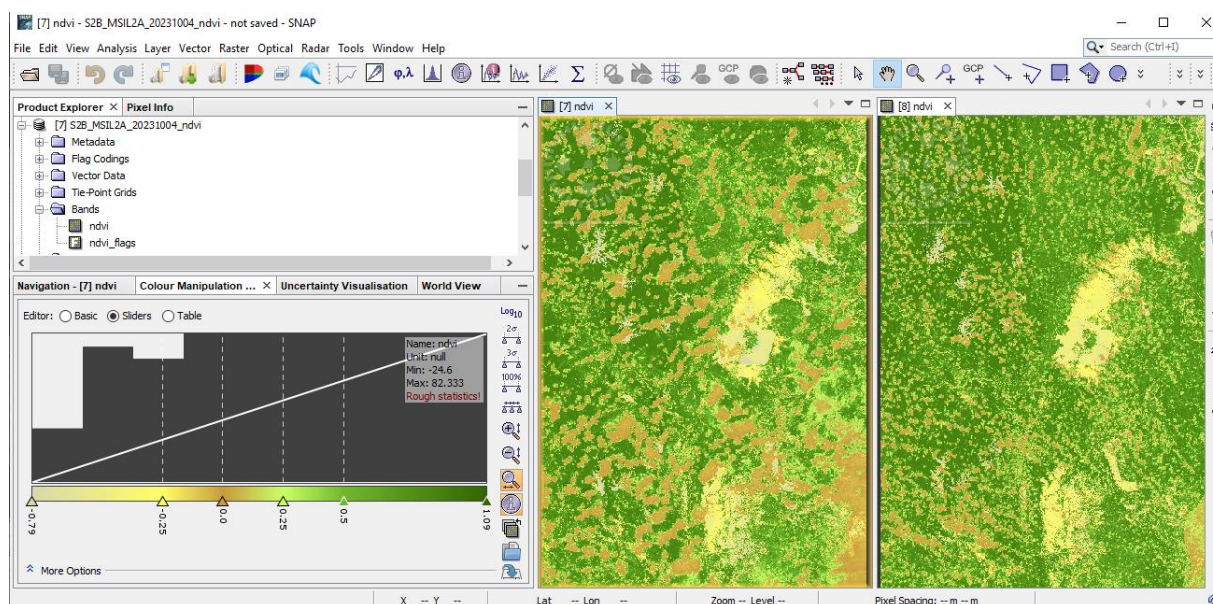 [7] ndvi - S2B_MSIL2A_20231004_ndvi - not saved - SNAP
File Edit View Analysis Layer Vector Raster Optical Radar Tools Window Help
Search (Ctrl+I)
φ,λ Σ GCP GCP
Product Explorer × Pixel Info
[7] ndvi ×
[8] ndvi ×
[7] S2B_MSIL2A_20231004_ndvi
Metadata
Flag Codings
Vector Data
Tie-Point Grids
Bands
ndvi
ndvi_flags
Navigation - [7] ndvi Colour Manipulation ... × Uncertainty Visualisation World View
Editor: Basic Sliders Table
Log10
2σ
3σ
100%
Name: ndvi
Unit: null
Min: -24.6
Max: 82.333
Rough statistics!
-0.79 -0.25 0.0 0.25 0.5 1.09
More Options
X -- Y -- Lat -- Lon -- Zoom -- Level -- Pixel Spacing: -- m -- m